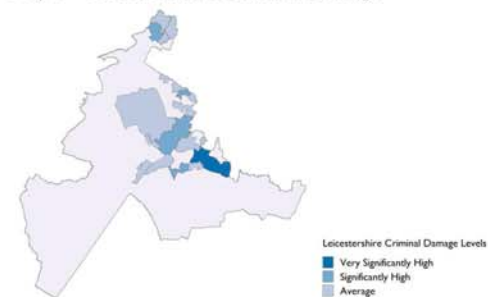 Leicestershire Criminal Damage Levels
Very Significantly High
Significantly High
Average